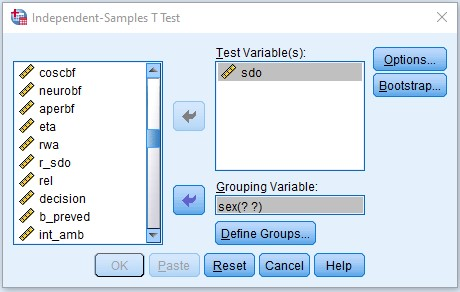 Independent-Samples T Test
Test Variable(s):
coscbf
neurobf
aperbf
eta
rwa
r_sdo
rel
decision
b_preved
int_amb
sdo
Options...
Bootstrap...
Grouping Variable:
sex(? ?)
Define Groups...
OK
Paste
Reset
Cancel
Help